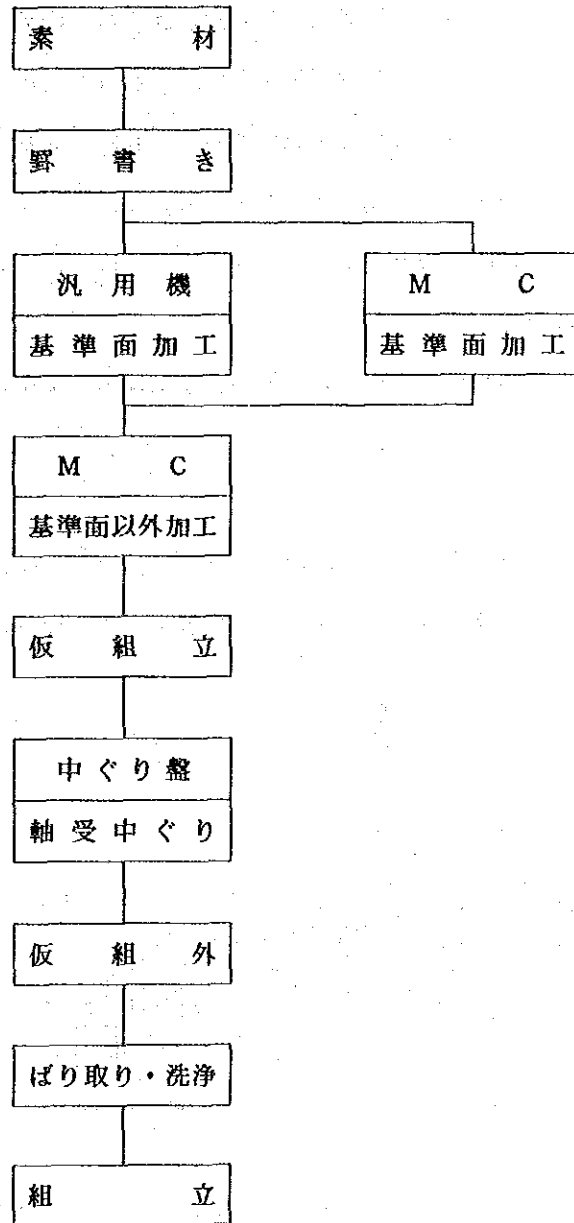 素材
罫書き
汎用機
基準面加工
MC
基準面加工
MC
基準面以外加工
仮組立
中ぐり盤
軸受中ぐり
仮組外
ばり取り・洗浄
組立